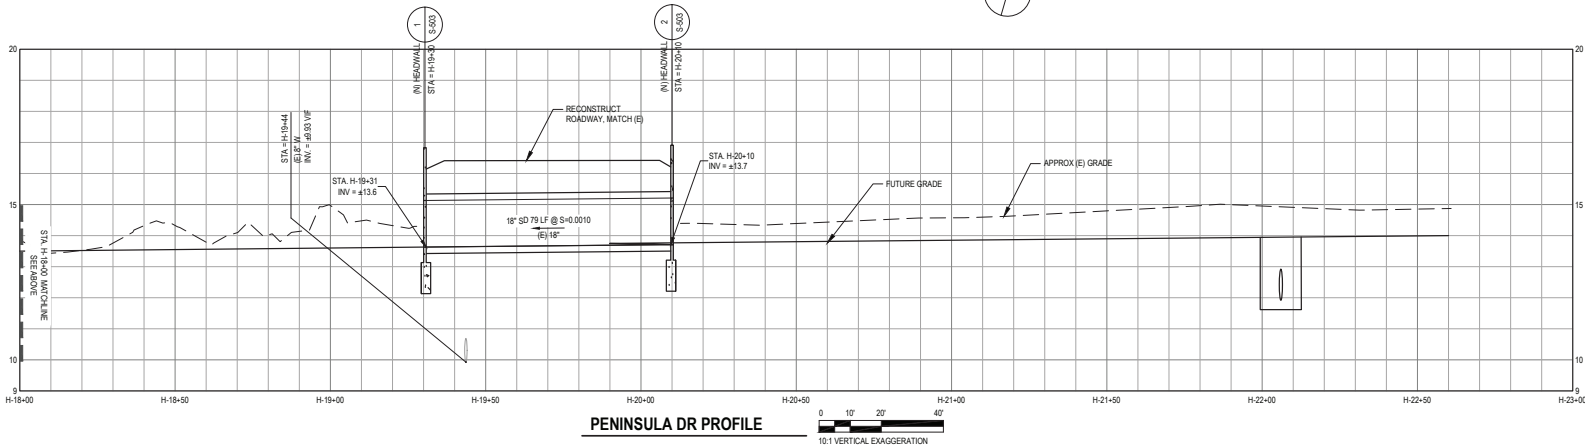 1
S-503
(N) HEADWALL
STA = H-19+30
2
S-503
(N) HEADWALL
STA = H-20+10
20
20
STA = H-19+44
(E) 8" W
INV. = ±9.93 VIF
RECONSTRUCT
ROADWAY, MATCH (E)
STA. H-19+31
INV = ±13.6
STA. H-20+10
INV = ±13.7
APPROX (E) GRADE
FUTURE GRADE
18" SD 79 LF @ S=0.0010
(E) 18"
15
15
STA. H-18+00 MATCHLINE
SEE ABOVE
10
10
9
9
H-18+00
H-18+50
H-19+00
H-19+50
H-20+00
H-20+50
H-21+00
H-21+50
H-22+00
H-22+50
H-23+00
PENINSULA DR PROFILE
0 10' 20' 40'
10:1 VERTICAL EXAGGERATION